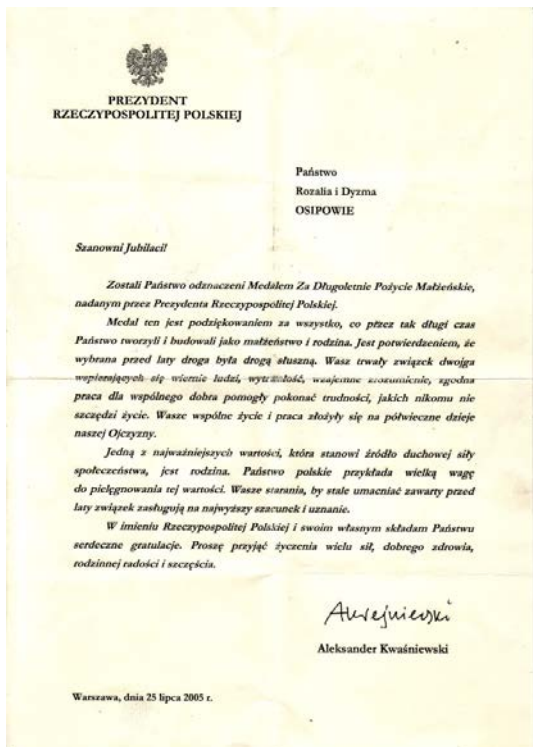 PREZYDENT
RZECZYPOSPOLITEJ POLSKIEJ
Państwo
Rozalia i Dyzma
OSIPOWIE
Szanowni Jubilaci!
Zostali Państwo odznaczeni Medalem Za Długoletnie Pożycie Małżeńskie,
nadanym przez Prezydenta Rzeczypospolitej Polskiej.
Medal ten jest podziękowaniem za wszystko, co przez tak długi czas
Państwo tworzyli i budowali jako małżeństwo i rodzina. Jest potwierdzeniem, że
wybrana przed laty droga była drogą słuszną. Wasz trwały związek dwojga
wspierających się wiernie ludzi, wytrwałość, wzajemne zrozumienie, zgodna
praca dla wspólnego dobra pomogły pokonać trudności, jakich nikomu nie
szczędzi życie. Wasze wspólne życie i praca złożyły się na półwieczne dzieje
naszej Ojczyzny.
Jedną z najważniejszych wartości, która stanowi źródło duchowej siły
społeczeństwa, jest rodzina. Państwo polskie przykłada wielką wagę
do pielęgnowania tej wartości. Wasze starania, by stale umacniać zawarty przed
laty związek zasługują na najwyższy szacunek i uznanie.
W imieniu Rzeczypospolitej Polskiej i swoim własnym składam Państwu
serdeczne gratulacje. Proszę przyjąć życzenia wielu sił, dobrego zdrowia,
rodzinnej radości i szczęścia.
AKwaśniewski
Aleksander Kwaśniewski
Warszawa, dnia 25 lipca 2005 r.